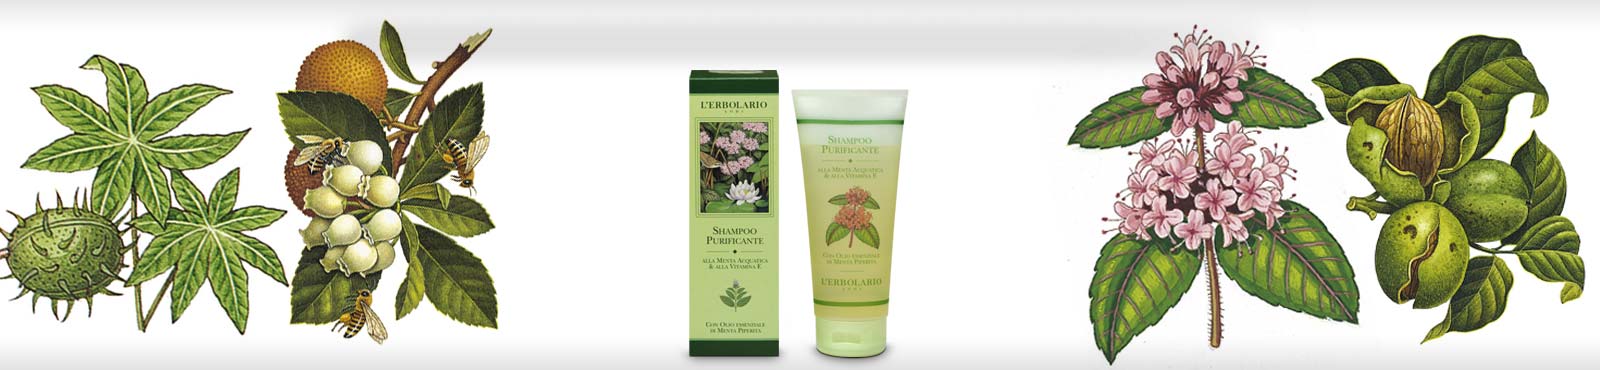 L'ERBOLARIO
LODI
SHAMPOO
PURIFICANTE
ALLA MENTA ACQUATICA
& ALLA VITAMINA E
CON OLIO ESSENZIALE
DI MENTA PIPERITA
SHAMPOO
PURIFICANTE
ALLA MENTA ACQUATICA
& ALLA VITAMINA E
CON OLIO ESSENZIALE
DI MENTA PIPERITA
L'ERBOLARIO
LODI